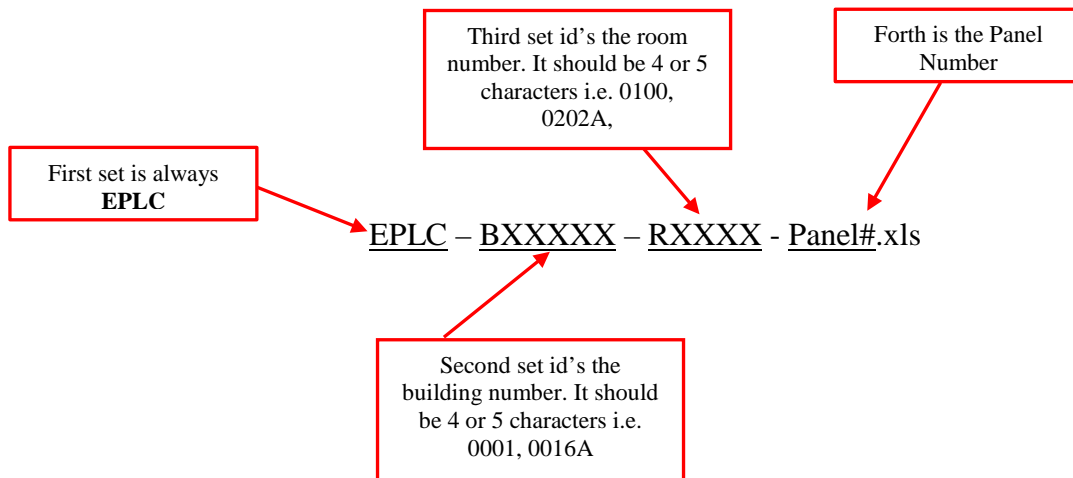 Third set id's the room
number. It should be 4 or 5
characters i.e. 0100,
0202A,
Forth is the Panel
Number
First set is always
EPLC
EPLC – BXXXXX – RXXXX - Panel#.xls
Second set id's the
building number. It should
be 4 or 5 characters i.e.
0001, 0016A